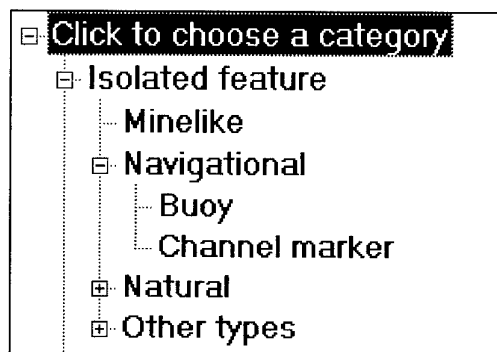 Click to choose a category
Isolated feature
Minelike
Navigational
Buoy
Channel marker
Natural
Other types